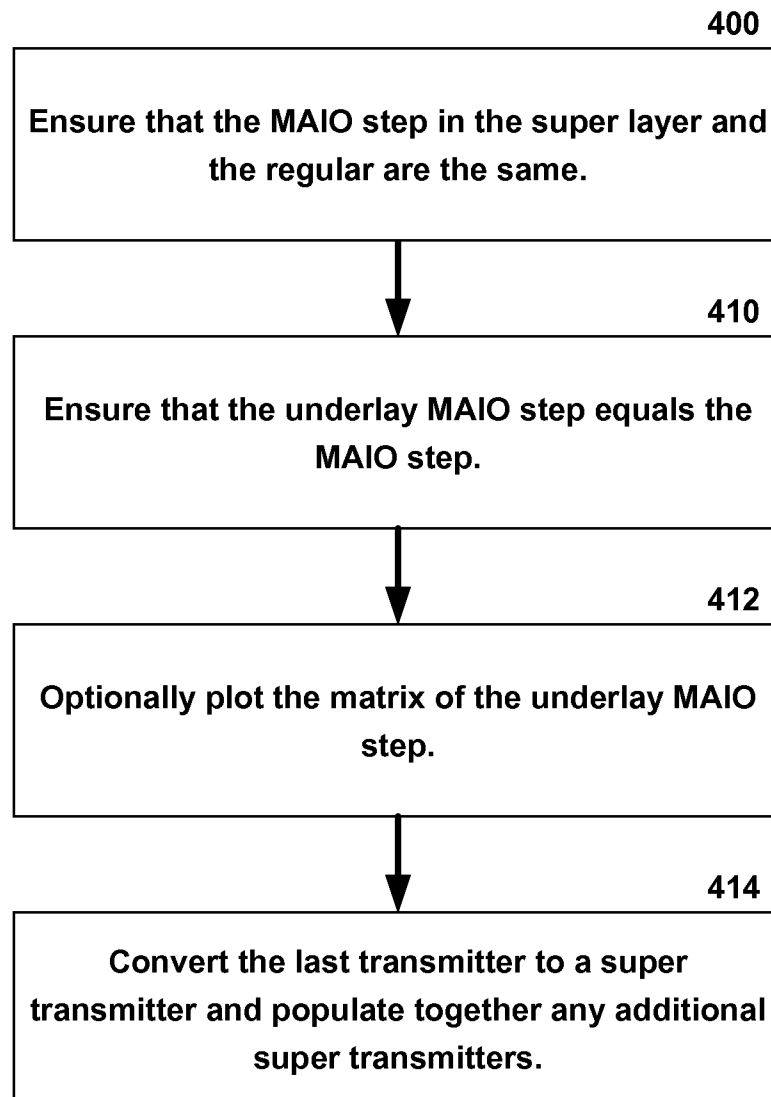 400
Ensure that the MAIO step in the super layer and
the regular are the same.
410
Ensure that the underlay MAIO step equals the
MAIO step.
412
Optionally plot the matrix of the underlay MAIO
step.
414
Convert the last transmitter to a super
transmitter and populate together any additional
super transmitters.